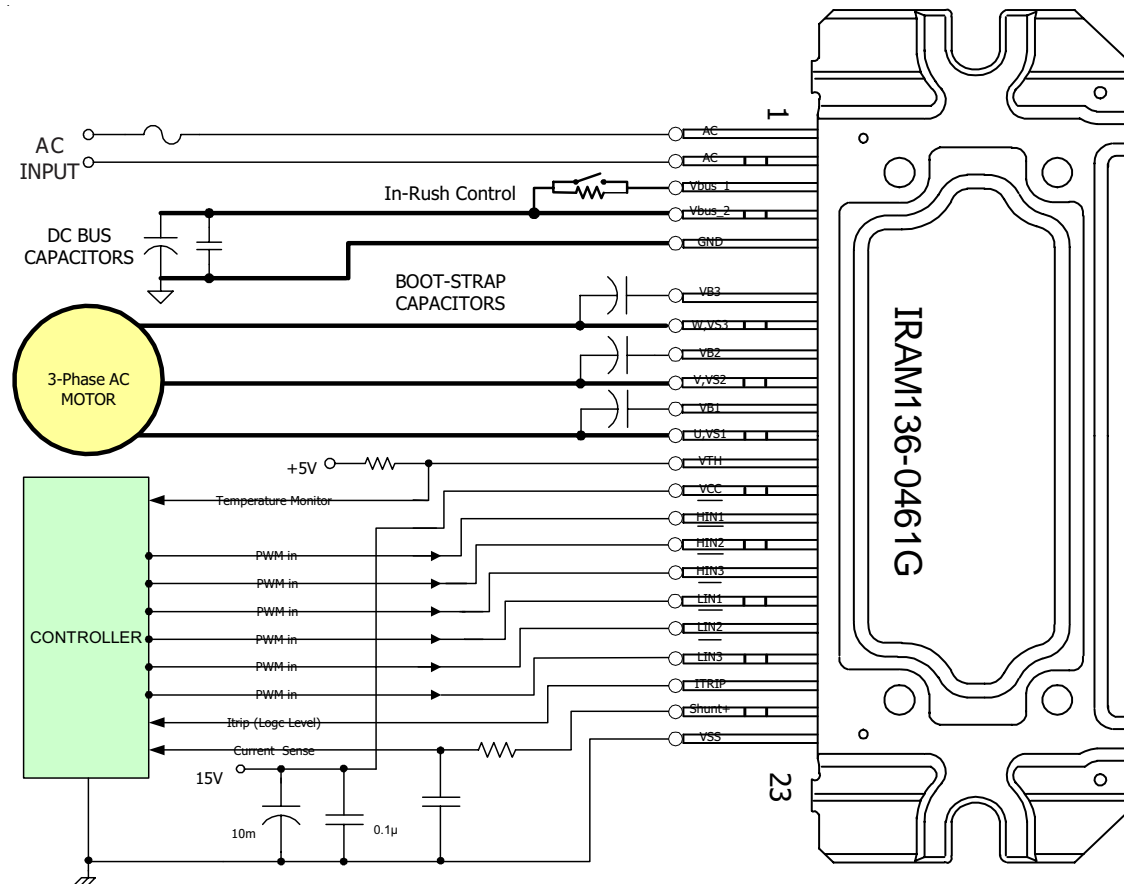 1
AC
INPUT
AC
AC
In-Rush Control
Vbus_1
Vbus_2
DC BUS
CAPACITORS
GND
BOOT-STRAP
CAPACITORS
VB3
W,VS3
VB2
3-Phase AC
MOTOR
V,VS2
VB1
U,VS1
IRAM136-0461G
+5V
VTH
Temperature Monitor
VCC
HIN1
HIN2
PWM in
HIN3
PWM in
LIN1
PWM in
LIN2
CONTROLLER
PWM in
LIN3
PWM in
ITRIP
PWM in
Shunt+
Itrip (Logc Level)
VSS
Current Sense
15V
23
10m
0.1µ